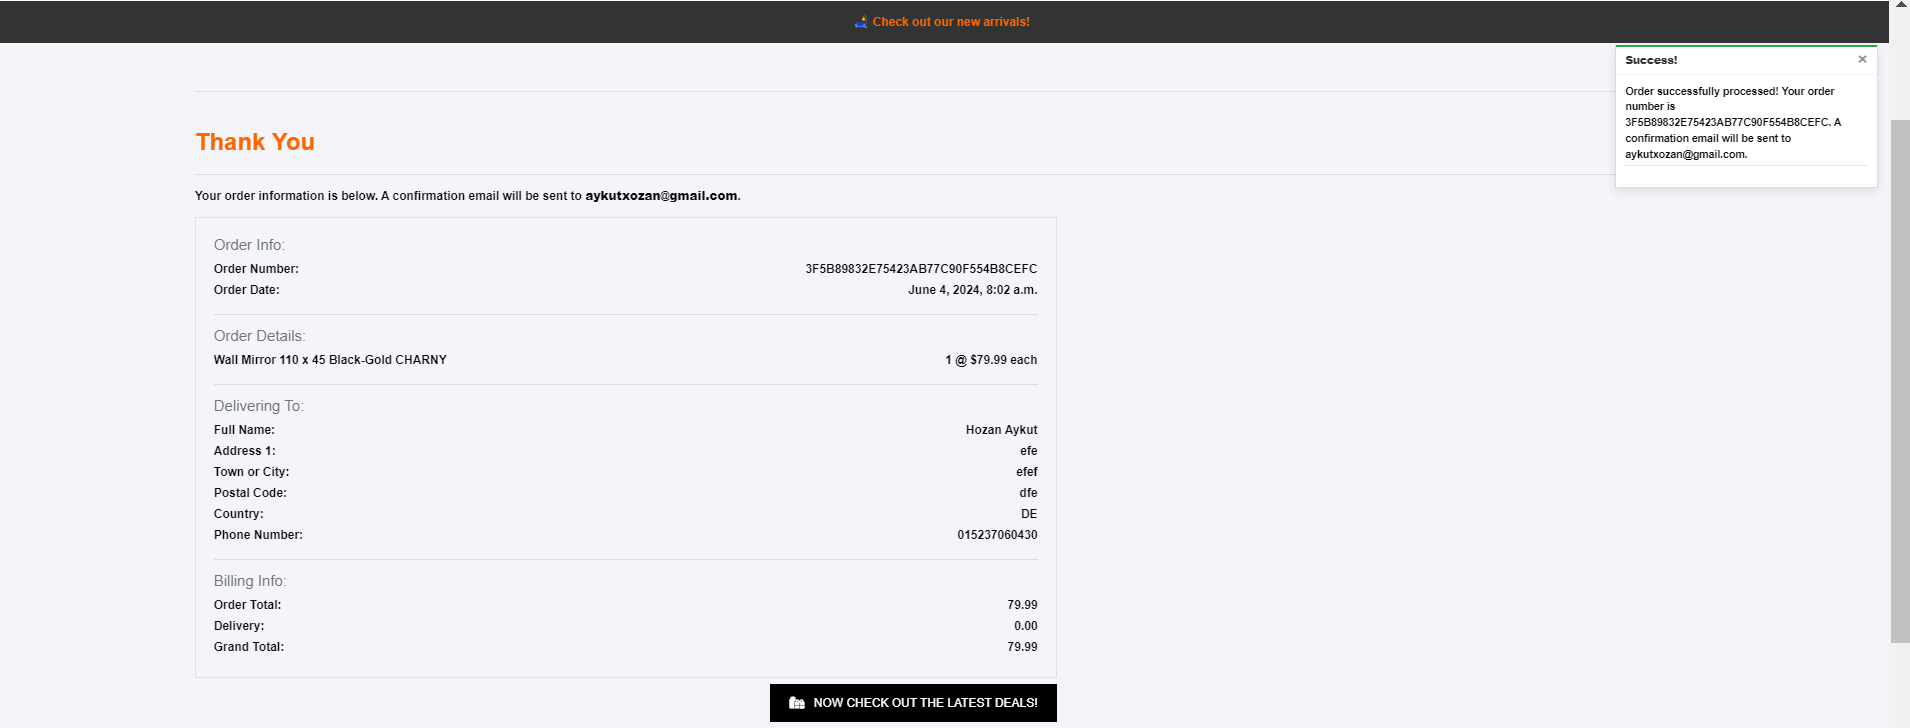 Check out our new arrivals!
Success!
×
Order successfully processed! Your order
number is
3F5B89832E75423AB77C90F554B8CEFC. A
confirmation email will be sent to
aykutxozan@gmail.com.
Thank You
Your order information is below. A confirmation email will be sent to aykutxozan@gmail.com.
Order Info:
Order Number: 3F5B89832E75423AB77C90F554B8CEFC
Order Date: June 4, 2024, 8:02 a.m.
Order Details:
Wall Mirror 110 x 45 Black-Gold CHARNY 1 @ $79.99 each
Delivering To:
Full Name: Hozan Aykut
Address 1: efe
Town or City: efef
Postal Code: dfe
Country: DE
Phone Number: 015237060430
Billing Info:
Order Total: 79.99
Delivery: 0.00
Grand Total: 79.99
NOW CHECK OUT THE LATEST DEALS!